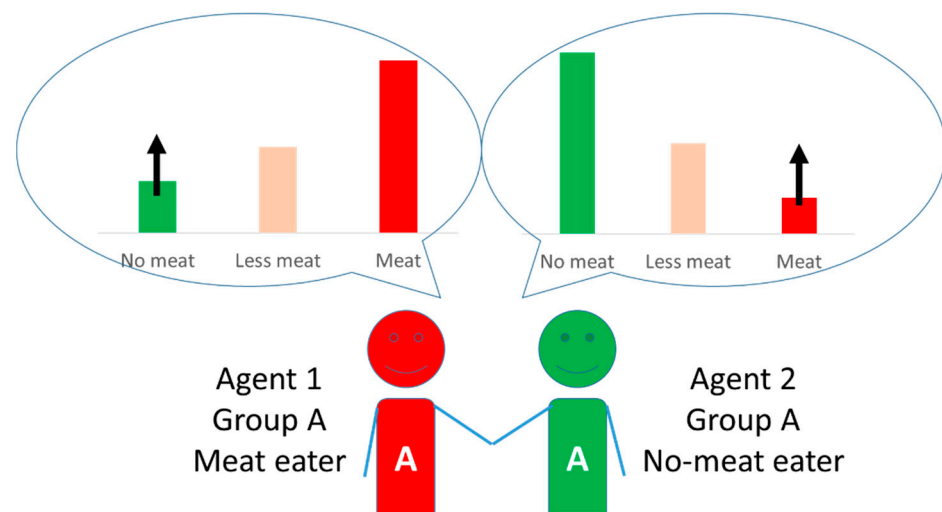 No meat
Less meat
Meat
No meat
Less meat
Meat
Agent 1
Group A
Meat eater
A
A
Agent 2
Group A
No-meat eater